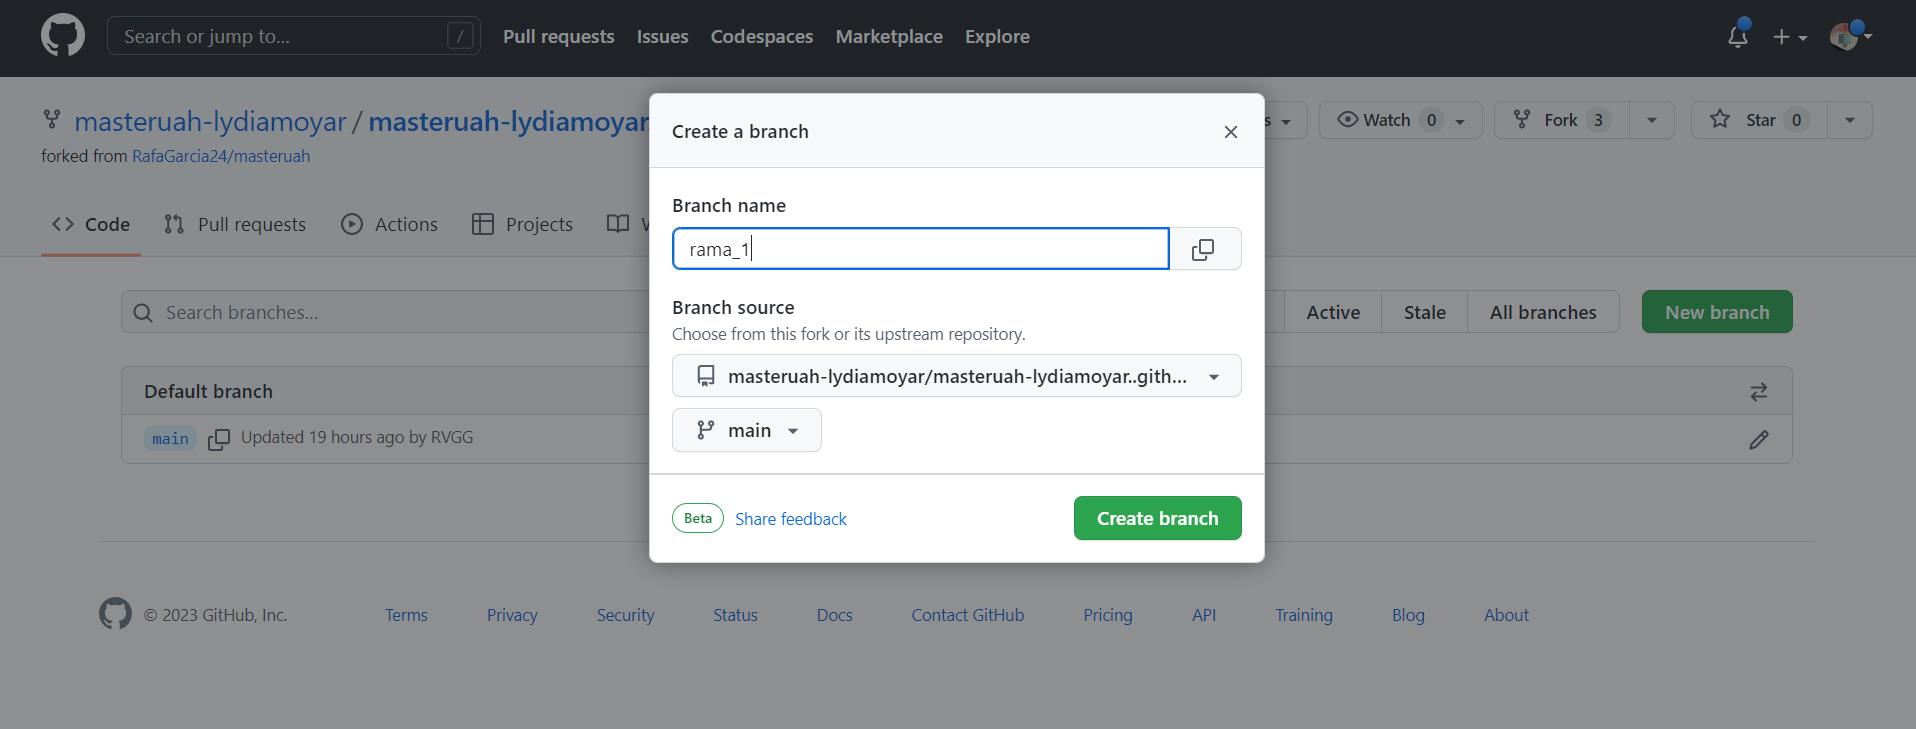 Search or jump to... / Pull requests Issues Codespaces Marketplace Explore
masteruah-lydiamoyar / masteruah-lydiamoyar
Watch 0 Fork 3 Star 0
forked from RafaGarcia24/masteruah
Code Pull requests Actions Projects
Search branches... Active Stale All branches New branch
Default branch
main Updated 19 hours ago by RVGG
Create a branch
Branch name
rama_1
Branch source
Choose from this fork or its upstream repository.
masteruah-lydiamoyar/masteruah-lydiamoyar..gith...
main
Beta Share feedback Create branch
© 2023 GitHub, Inc. Terms Privacy Security Status Docs Contact GitHub Pricing API Training Blog About